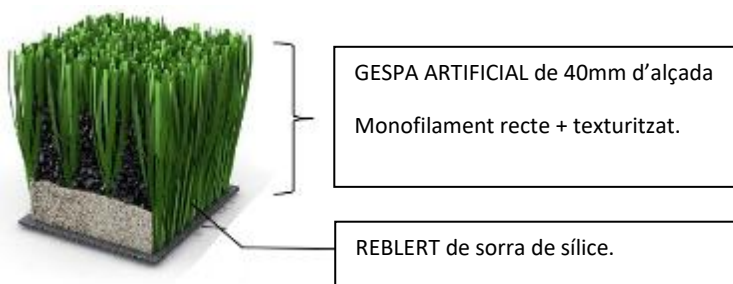 GESPA ARTIFICIAL de 40mm d’alçada
Monofilament recte + texturitzat.
REBLERT de sorra de sílice.